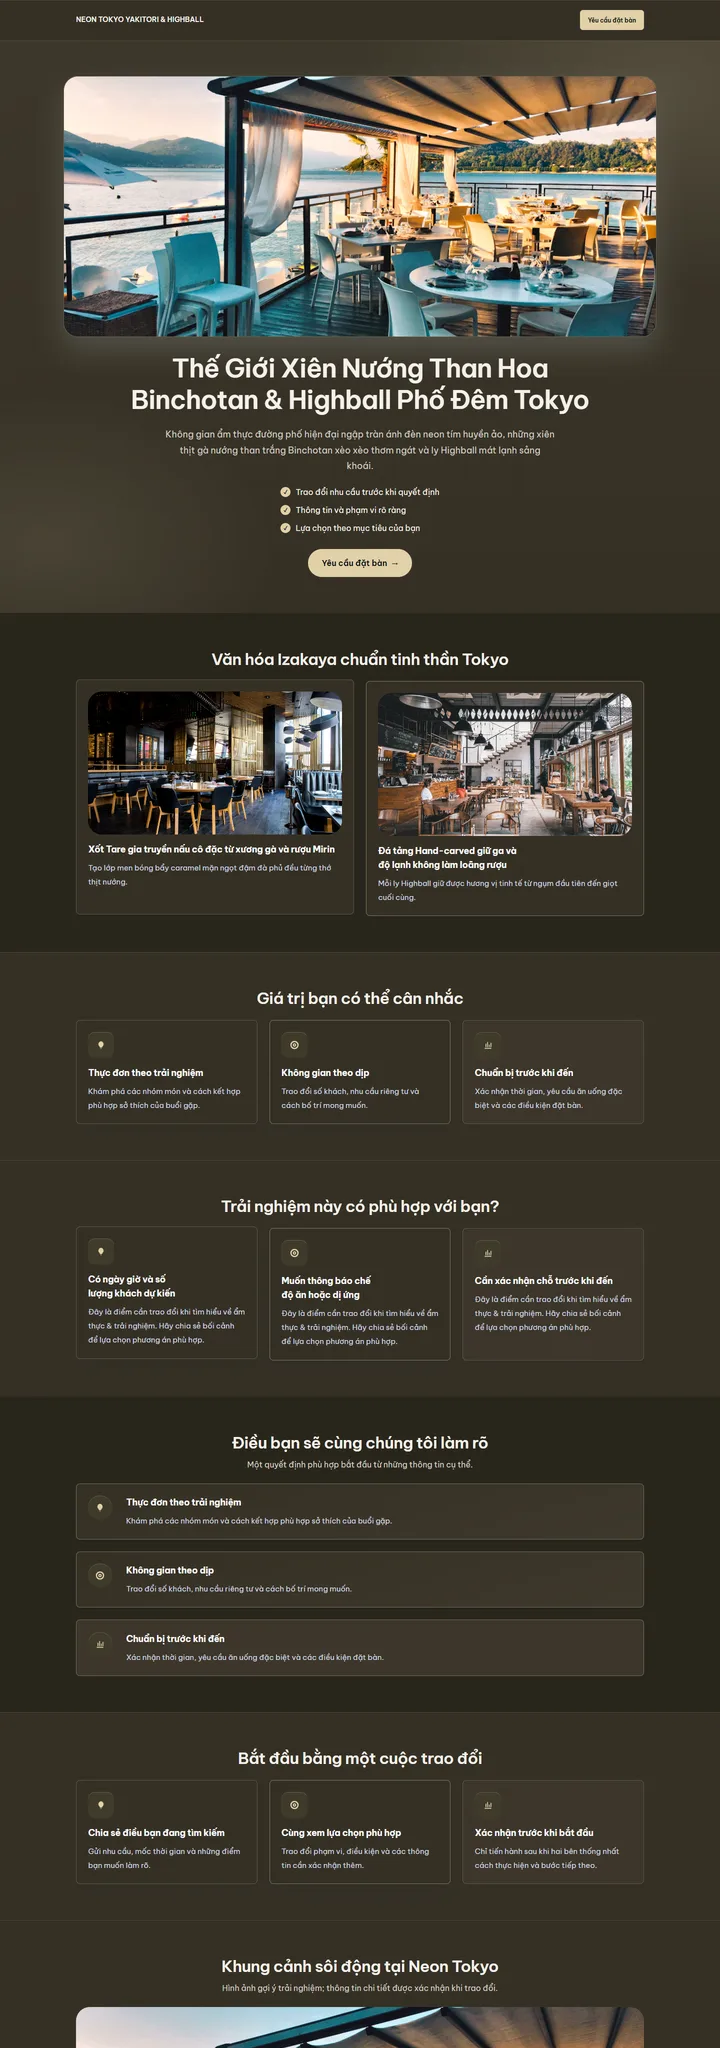 NEON TOKYO YAKITORI & HIGHBALL
Yêu cầu đặt bàn
Thế Giới Xiên Nướng Than Hoa
Binchotan & Highball Phố Đêm Tokyo
Không gian ẩm thực đường phố hiện đại ngập tràn ánh đèn neon tím huyền ảo, những xiên
thịt gà nướng than trắng Binchotan xèo xèo thơm ngát và ly Highball mát lạnh sảng
khoái.
Trao đổi nhu cầu trước khi quyết định
Thông tin và phạm vi rõ ràng
Lựa chọn theo mục tiêu của bạn
Yêu cầu đặt bàn →
Văn hóa Izakaya chuẩn tinh thần Tokyo
Xốt Tare gia truyền nấu cô đặc từ xương gà và rượu Mirin
Tạo lớp men bóng bẩy caramel mặn ngọt đậm đà phủ đều từng thớ
thịt nướng.
Đá tảng Hand-carved giữ ga và
độ lạnh không làm loãng rượu
Mỗi ly Highball giữ được hương vị tinh tế từ ngụm đầu tiên đến giọt
cuối cùng.
Giá trị bạn có thể cân nhắc
Thực đơn theo trải nghiệm
Khám phá các nhóm món và cách kết hợp
phù hợp sở thích của buổi gặp.
Không gian theo dịp
Trao đổi số khách, nhu cầu riêng tư và
cách bố trí mong muốn.
Chuẩn bị trước khi đến
Xác nhận thời gian, yêu cầu ăn uống đặc
biệt và các điều kiện đặt bàn.
Trải nghiệm này có phù hợp với bạn?
Có ngày giờ và số
lượng khách dự kiến
Đây là điểm cần trao đổi khi tìm hiểu về ẩm
thực & trải nghiệm. Hãy chia sẻ bối cảnh
để lựa chọn phương án phù hợp.
Muốn thông báo chế
độ ăn hoặc dị ứng
Đây là điểm cần trao đổi khi tìm hiểu về ẩm
thực & trải nghiệm. Hãy chia sẻ bối cảnh
để lựa chọn phương án phù hợp.
Cần xác nhận chỗ trước khi đến
Đây là điểm cần trao đổi khi tìm hiểu về ẩm
thực & trải nghiệm. Hãy chia sẻ bối cảnh
để lựa chọn phương án phù hợp.
Điều bạn sẽ cùng chúng tôi làm rõ
Một quyết định phù hợp bắt đầu từ những thông tin cụ thể.
Thực đơn theo trải nghiệm
Khám phá các nhóm món và cách kết hợp phù hợp sở thích của buổi gặp.
Không gian theo dịp
Trao đổi số khách, nhu cầu riêng tư và cách bố trí mong muốn.
Chuẩn bị trước khi đến
Xác nhận thời gian, yêu cầu ăn uống đặc biệt và các điều kiện đặt bàn.
Bắt đầu bằng một cuộc trao đổi
Chia sẻ điều bạn đang tìm kiếm
Gửi nhu cầu, mốc thời gian và những điểm
bạn muốn làm rõ.
Cùng xem lựa chọn phù hợp
Trao đổi phạm vi, điều kiện và các thông
tin cần xác nhận thêm.
Xác nhận trước khi bắt đầu
Chỉ tiến hành sau khi hai bên thống nhất
cách thực hiện và bước tiếp theo.
Khung cảnh sôi động tại Neon Tokyo
Hình ảnh gợi ý trải nghiệm; thông tin chi tiết được xác nhận khi trao đổi.